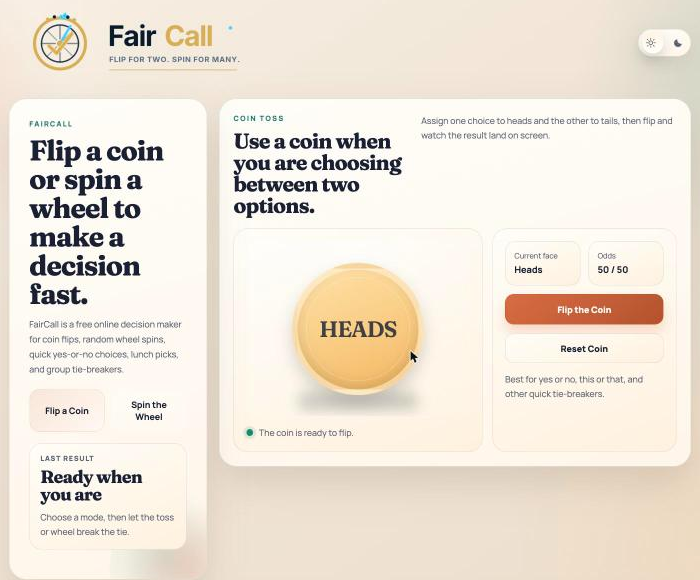 Fair Call
FLIP FOR TWO. SPIN FOR MANY.
FAIRCALL
Flip a coin
or spin a
wheel to
make a
decision
fast.
FairCall is a free online decision maker
for coin flips, random wheel spins,
quick yes-or-no choices, lunch picks,
and group tie-breakers.
Flip a Coin
Spin the
Wheel
LAST RESULT
Ready when
you are
Choose a mode, then let the toss
or wheel break the tie.
COIN TOSS
Use a coin when
you are choosing
between two
options.
Assign one choice to heads and the other to tails, then flip and
watch the result land on screen.
HEADS
The coin is ready to flip.
Current face
Heads
Odds
50 / 50
Flip the Coin
Reset Coin
Best for yes or no, this or that, and
other quick tie-breakers.